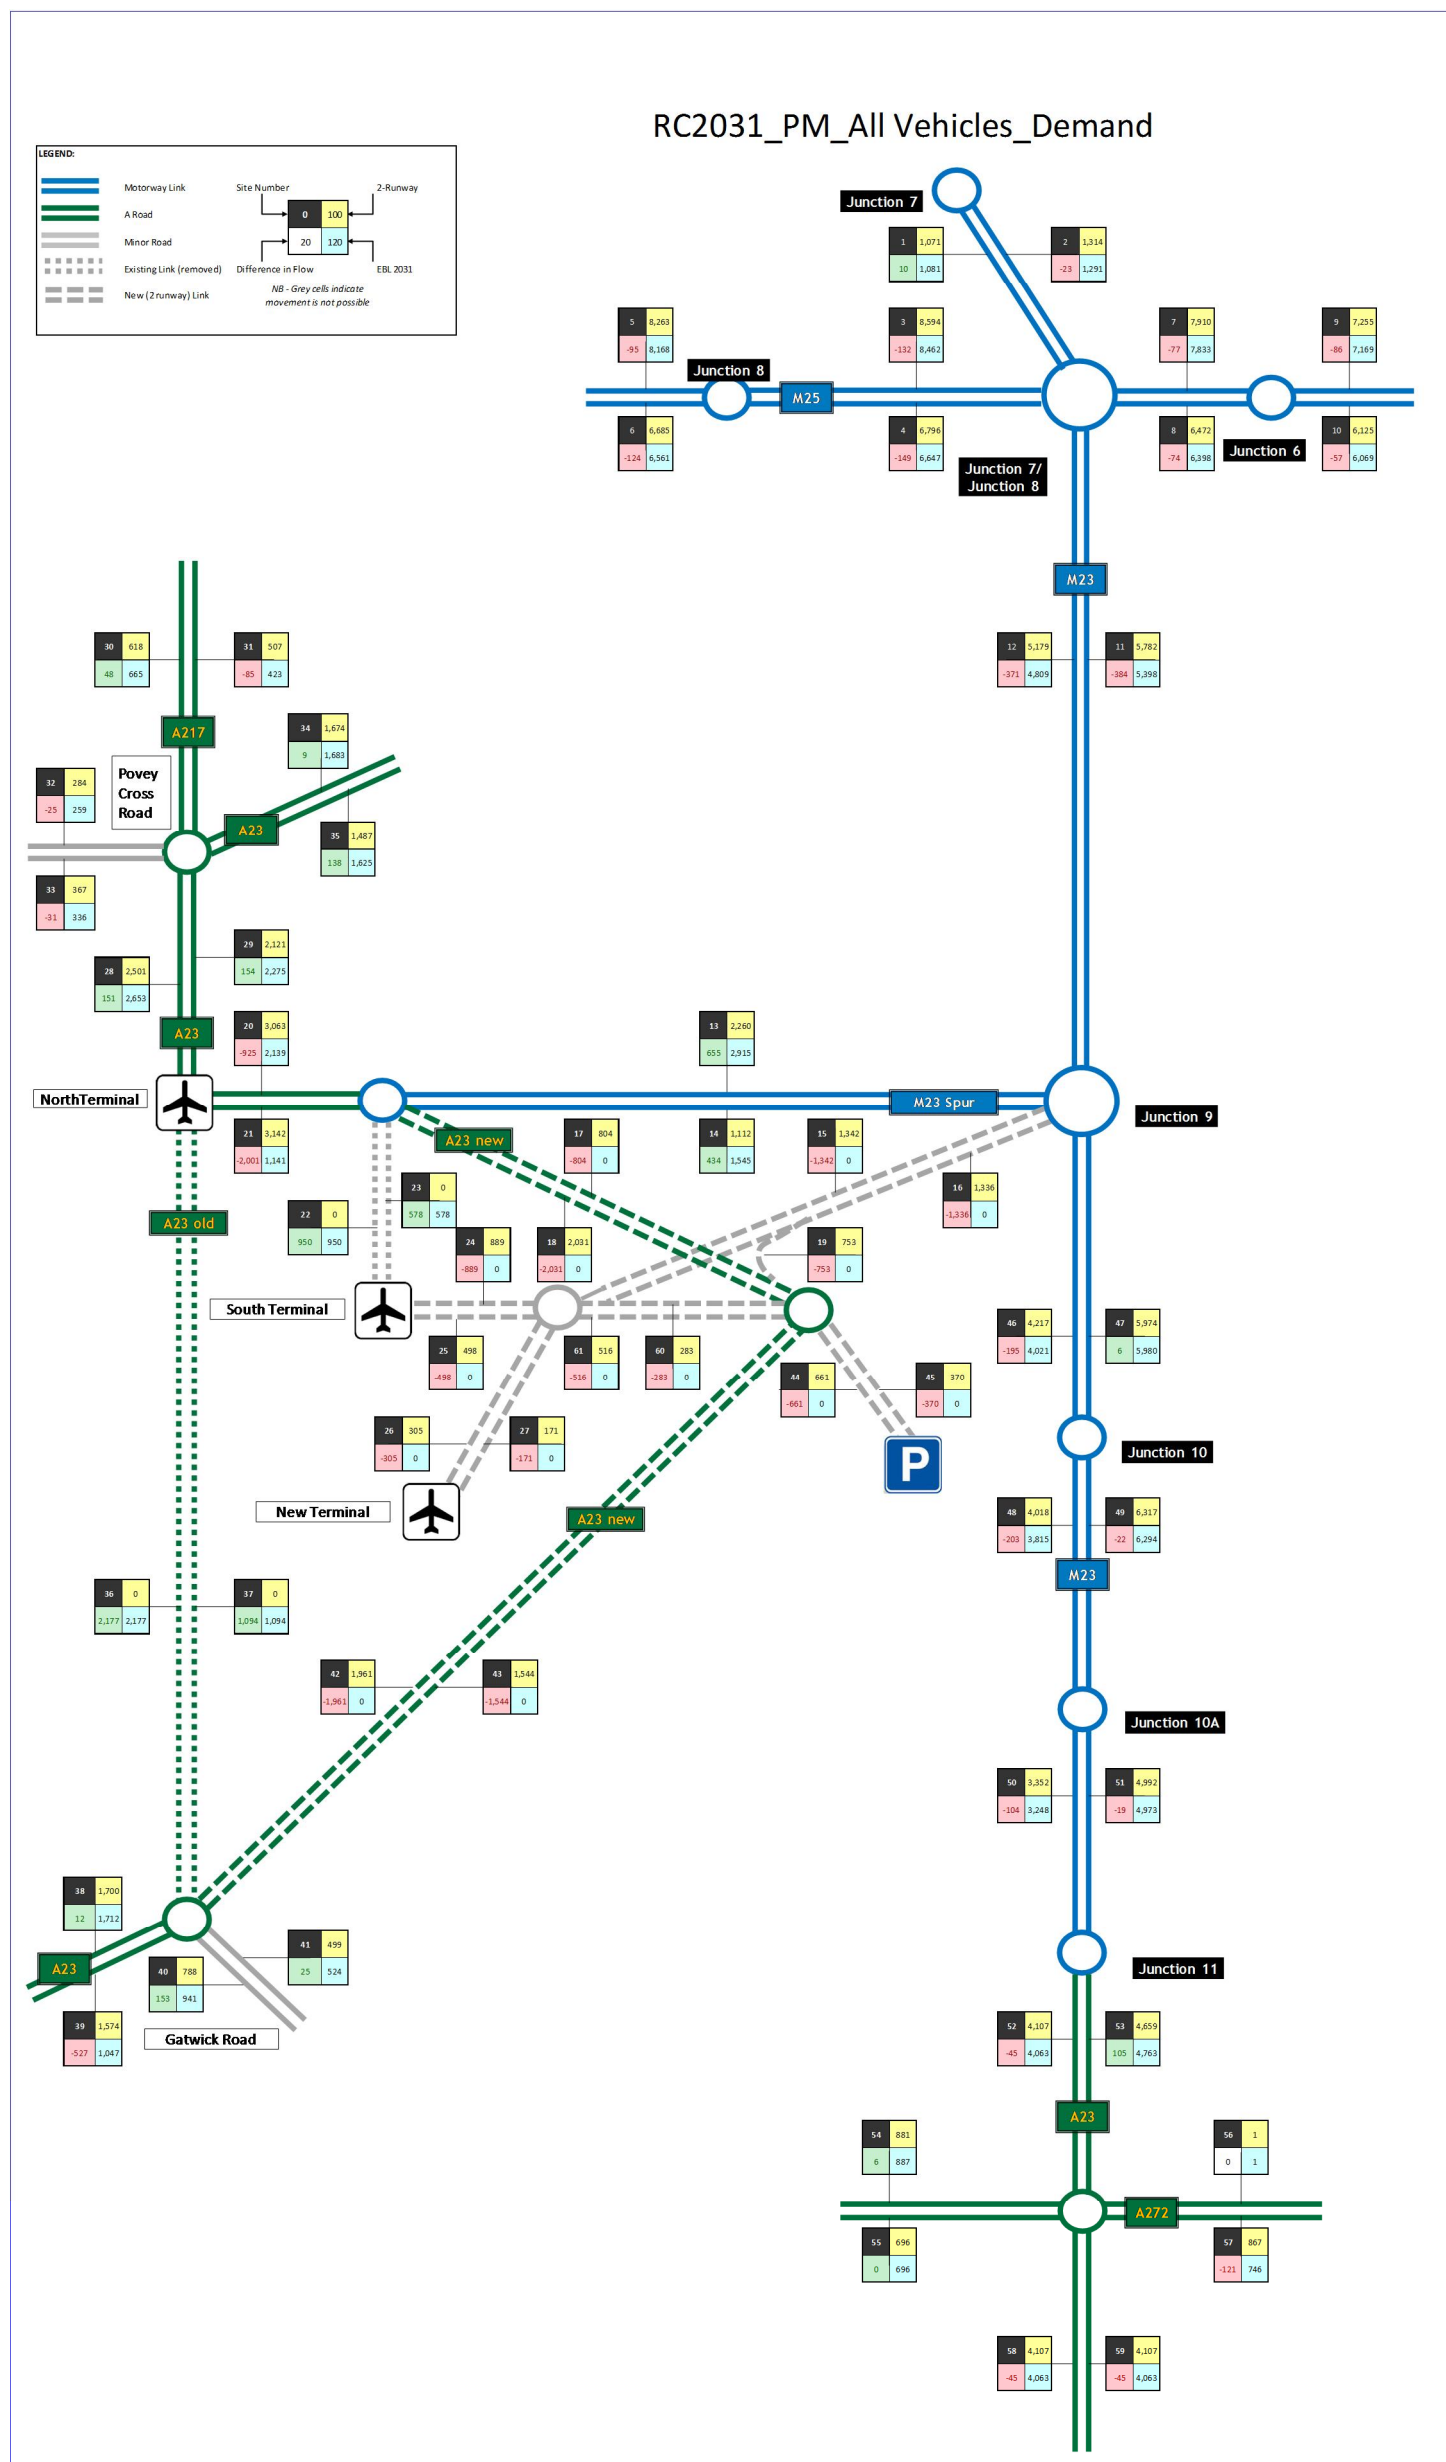 RC2031_PM_All Vehicles_Demand
LEGEND:
Motorway Link
A Road
Minor Road
Existing Link (removed)
New (2 runway) Link
Site Number
2-Runway
0 100
20 120
Difference in Flow
EBL 2031
NB - Grey cells indicate
movement is not possible
Junction 7
1 1,071
10 1,081
2 1,314
-23 1,291
5 8,263
-95 8,168
3 8,594
-132 8,462
7 7,910
-77 7,833
9 7,255
-86 7,169
Junction 8
M25
6 6,685
-124 6,561
4 6,796
-149 6,647
8 6,472
-74 6,398
10 6,125
-57 6,069
Junction 6
Junction 7/
Junction 8
M23
12 5,179
-371 4,809
11 5,782
-384 5,398
30 618
48 665
31 507
-85 423
A217
34 1,674
9 1,683
Povey
Cross
Road
32 284
-25 259
A23
35 1,487
138 1,625
33 367
-31 336
29 2,121
154 2,275
28 2,501
151 2,653
A23
20 3,063
-925 2,139
13 2,260
655 2,915
NorthTerminal
M23 Spur
Junction 9
21 3,142
-2,001 1,141
A23 new
17 804
-804 0
14 1,112
434 1,545
15 1,342
-1,342 0
16 1,336
-1,336 0
23 0
578 578
22 0
950 950
A23 old
24 889
-889 0
18 2,031
-2,031 0
19 753
-753 0
South Terminal
46 4,217
-195 4,021
47 5,974
6 5,980
25 498
-498 0
61 516
-516 0
60 283
-283 0
44 661
-661 0
45 370
-370 0
26 305
-305 0
27 171
-171 0
Junction 10
P
New Terminal
A23 new
48 4,018
-203 3,815
49 6,317
-22 6,294
M23
36 0
2,177 2,177
37 0
1,094 1,094
42 1,961
-1,961 0
43 1,544
-1,544 0
Junction 10A
50 3,352
-104 3,248
51 4,992
-19 4,973
38 1,700
12 1,712
41 499
25 524
A23
40 788
153 941
Junction 11
39 1,574
-527 1,047
Gatwick Road
52 4,107
-45 4,063
53 4,659
105 4,763
A23
54 881
6 887
56 1
0 1
A272
55 696
0 696
57 867
-121 746
58 4,107
-45 4,063
59 4,107
-45 4,063